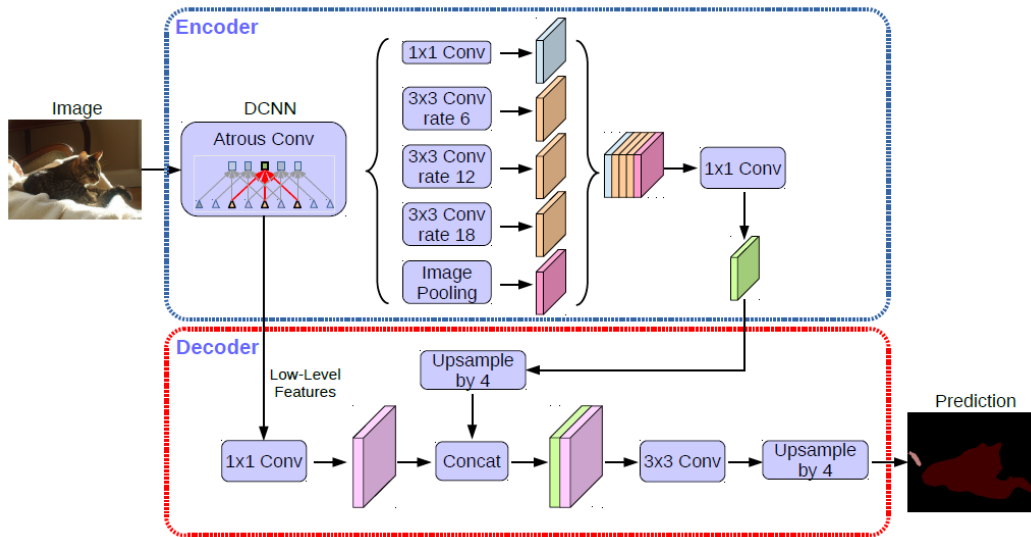 Encoder
Image
DCNN
Atrous Conv
1x1 Conv
3x3 Conv
rate 6
3x3 Conv
rate 12
3x3 Conv
rate 18
Image
Pooling
1x1 Conv
Decoder
Low-Level
Features
Upsample
by 4
1x1 Conv
Concat
3x3 Conv
Upsample
by 4
Prediction